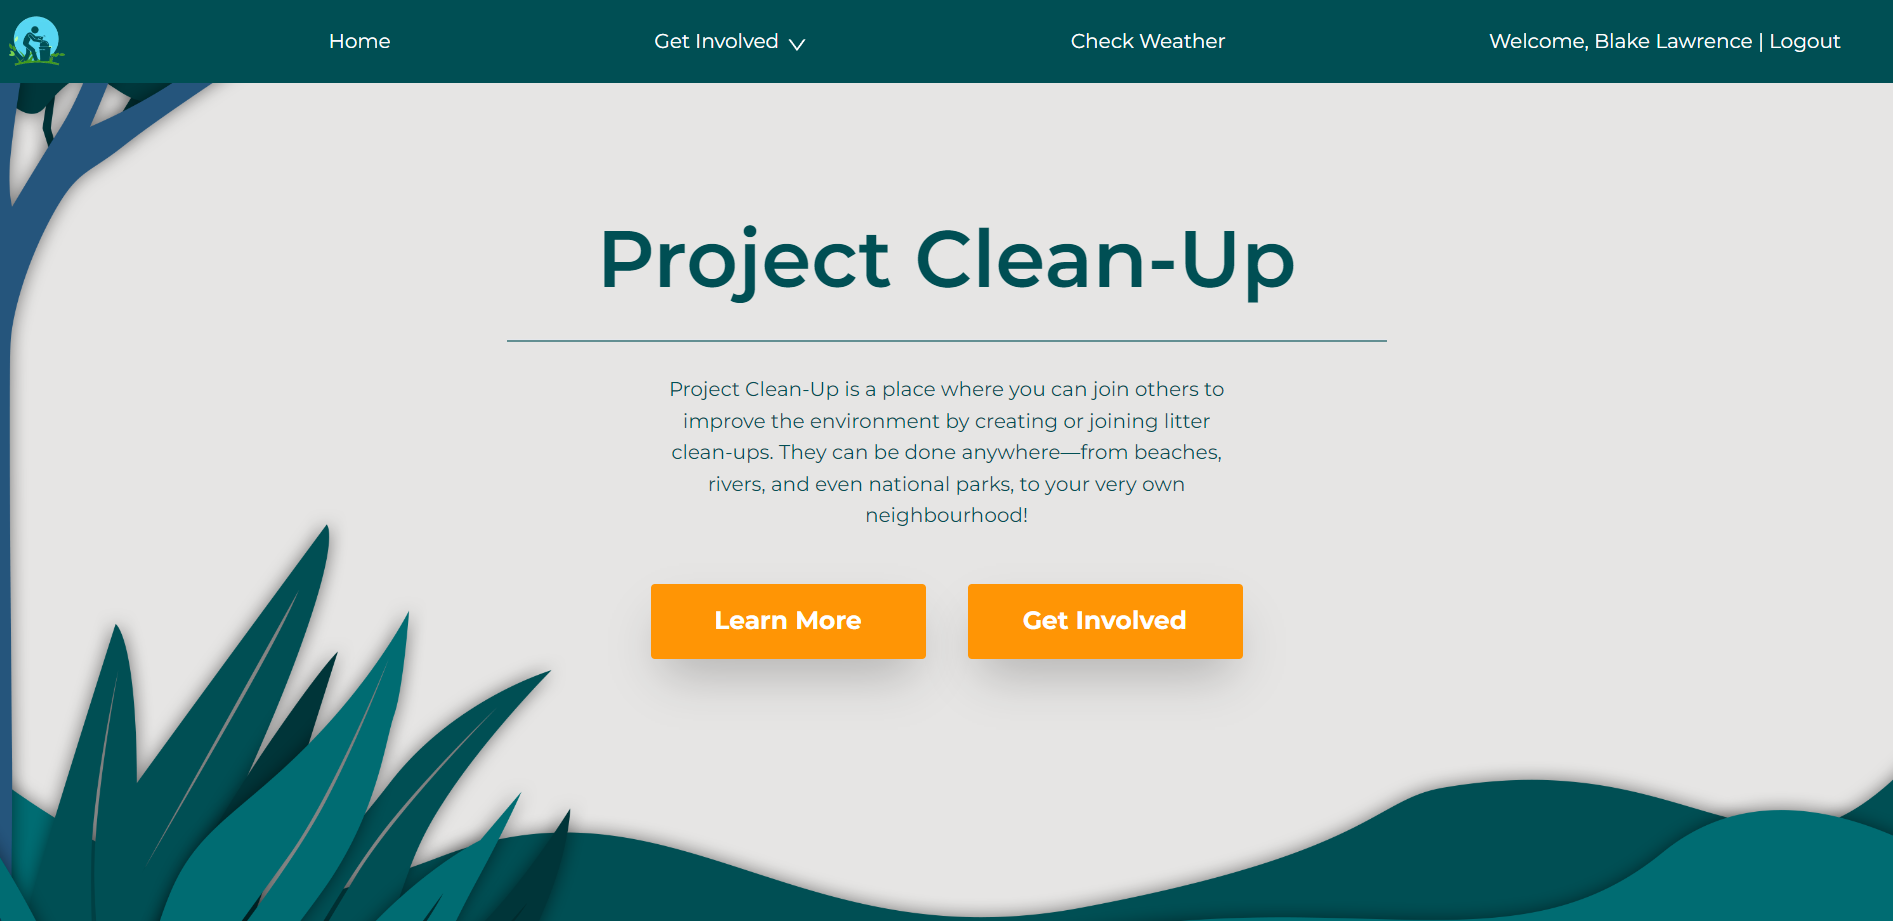 Home
Get Involved
Check Weather
Welcome, Blake Lawrence | Logout
Project Clean-Up
Project Clean-Up is a place where you can join others to
improve the environment by creating or joining litter
clean-ups. They can be done anywhere—from beaches,
rivers, and even national parks, to your very own
neighbourhood!
Learn More
Get Involved